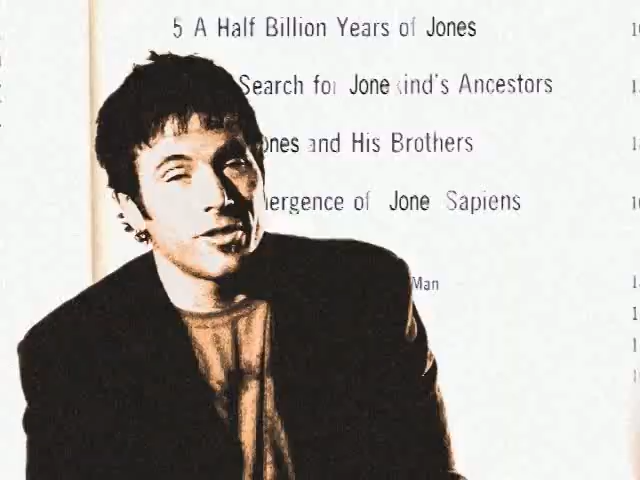 5 A Half Billion Years of Jones
Search for Jone kind's Ancestors
ones and His Brothers
ergence of Jone Sapiens
Man